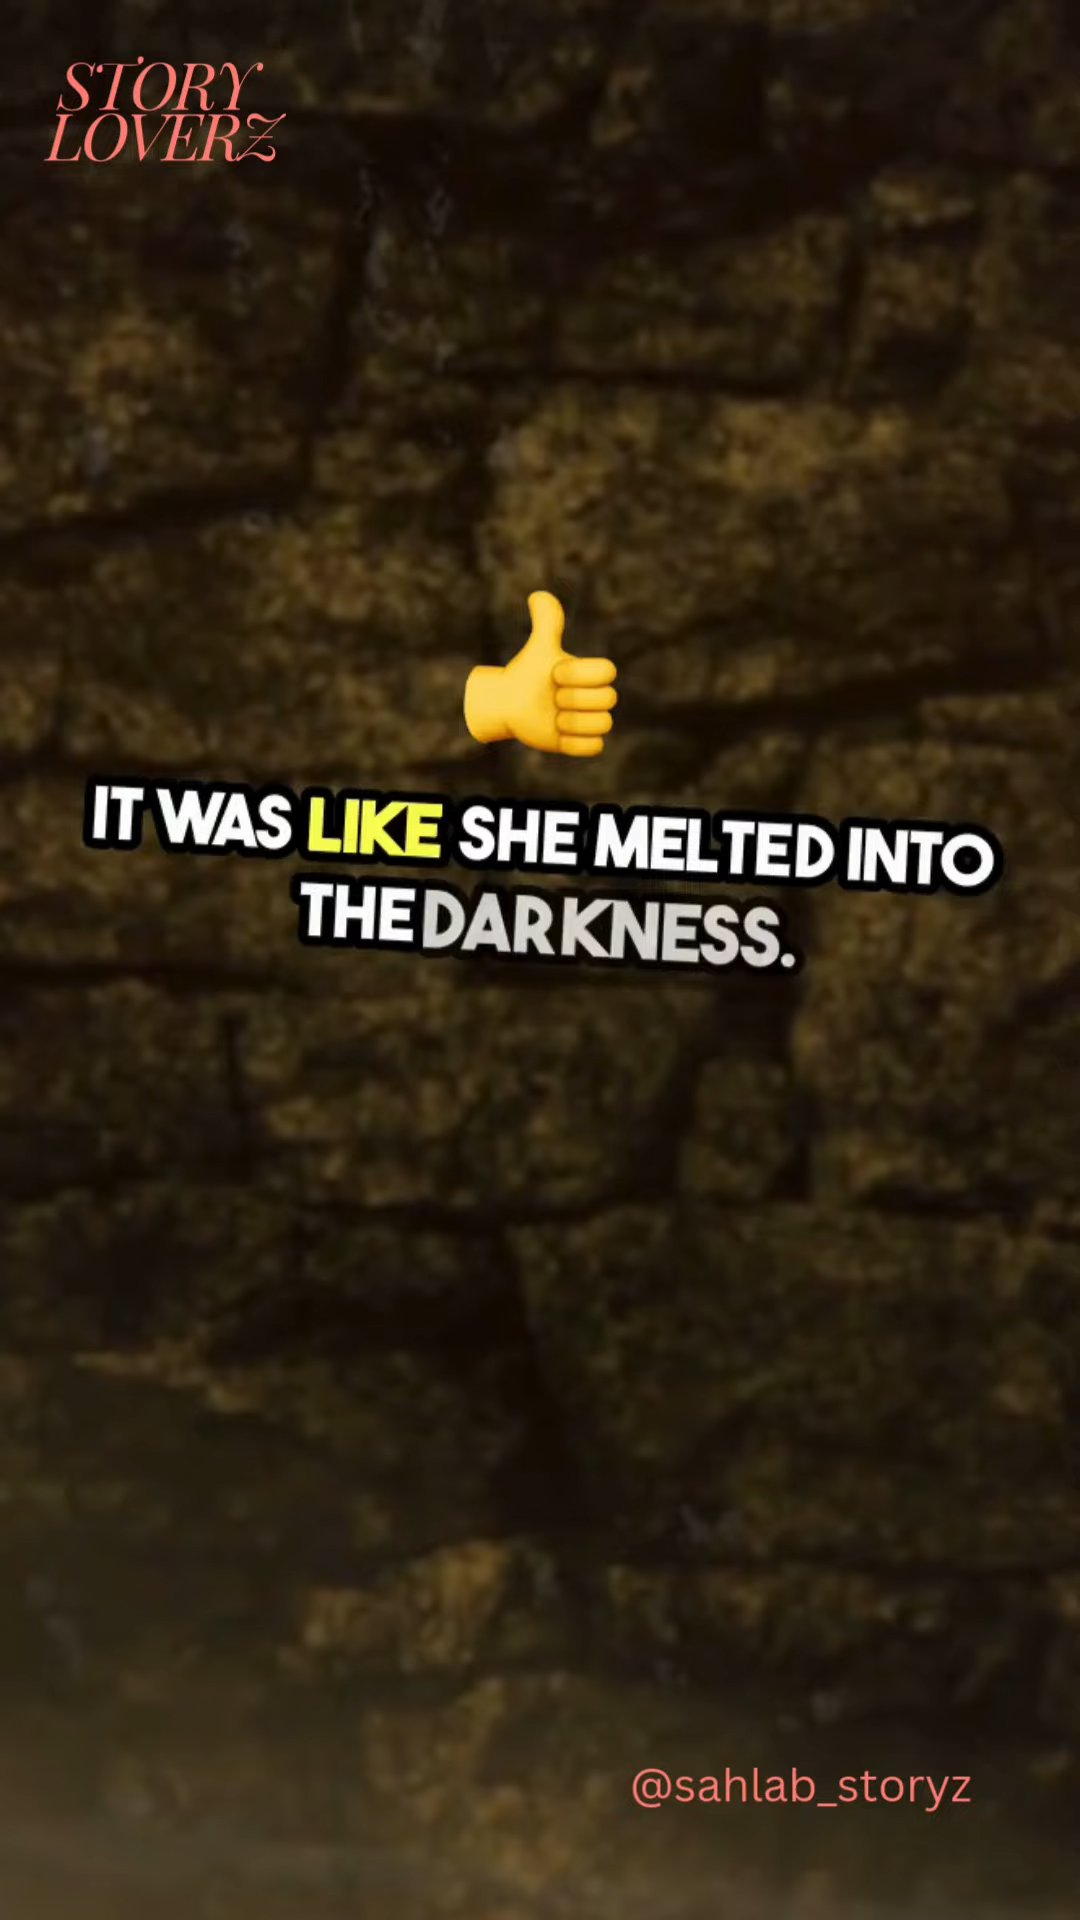 STORY
LOVERZ
IT WAS LIKE SHE MELTED INTO
THE DARKNESS.
@sahlab_storyz